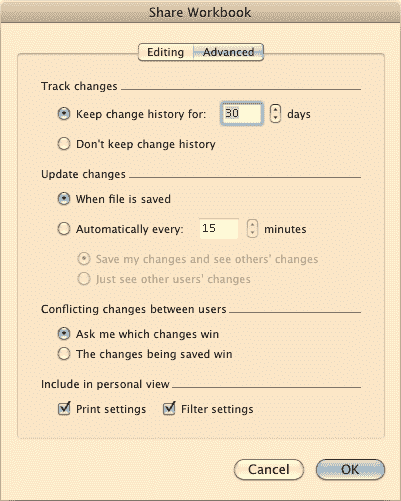 Share Workbook
Editing Advanced
Track changes
Keep change history for: 30 days
Don't keep change history
Update changes
When file is saved
Automatically every: 15 minutes
Save my changes and see others' changes
Just see other users' changes
Conflicting changes between users
Ask me which changes win
The changes being saved win
Include in personal view
Print settings Filter settings
Cancel OK